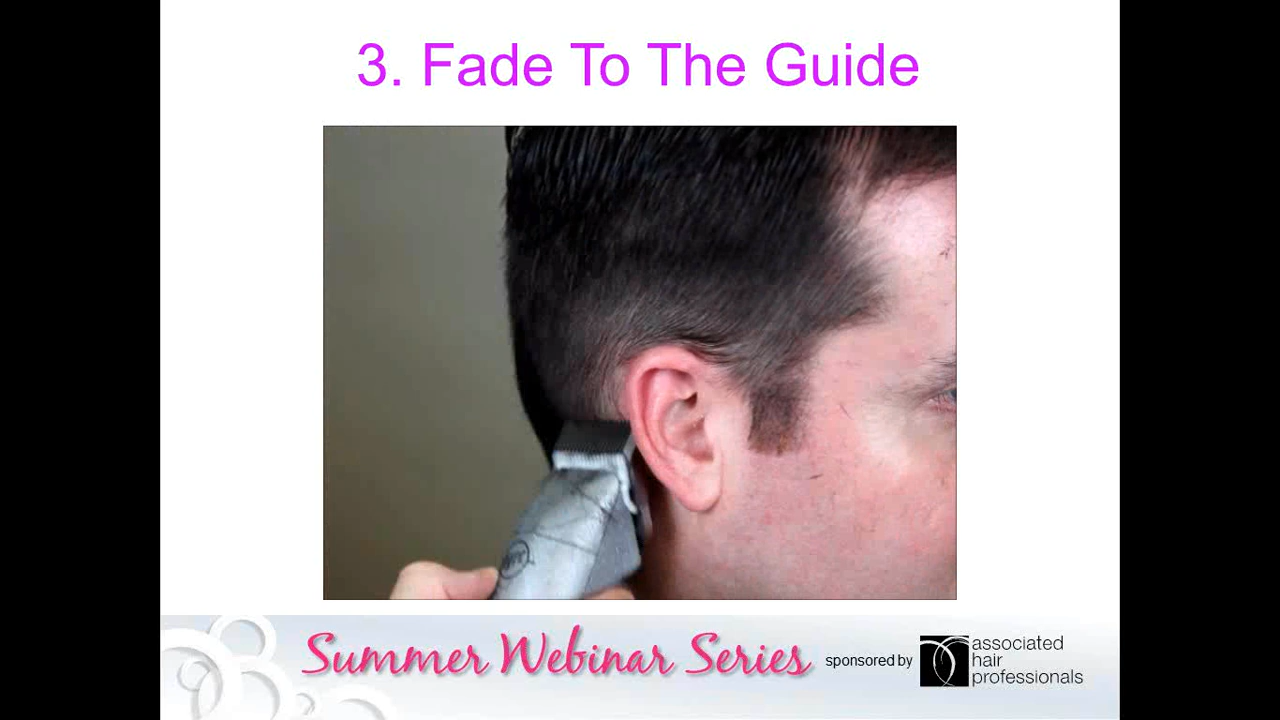 3. Fade To The Guide
Summer Webinar Series
sponsored by
associated
hair
professionals